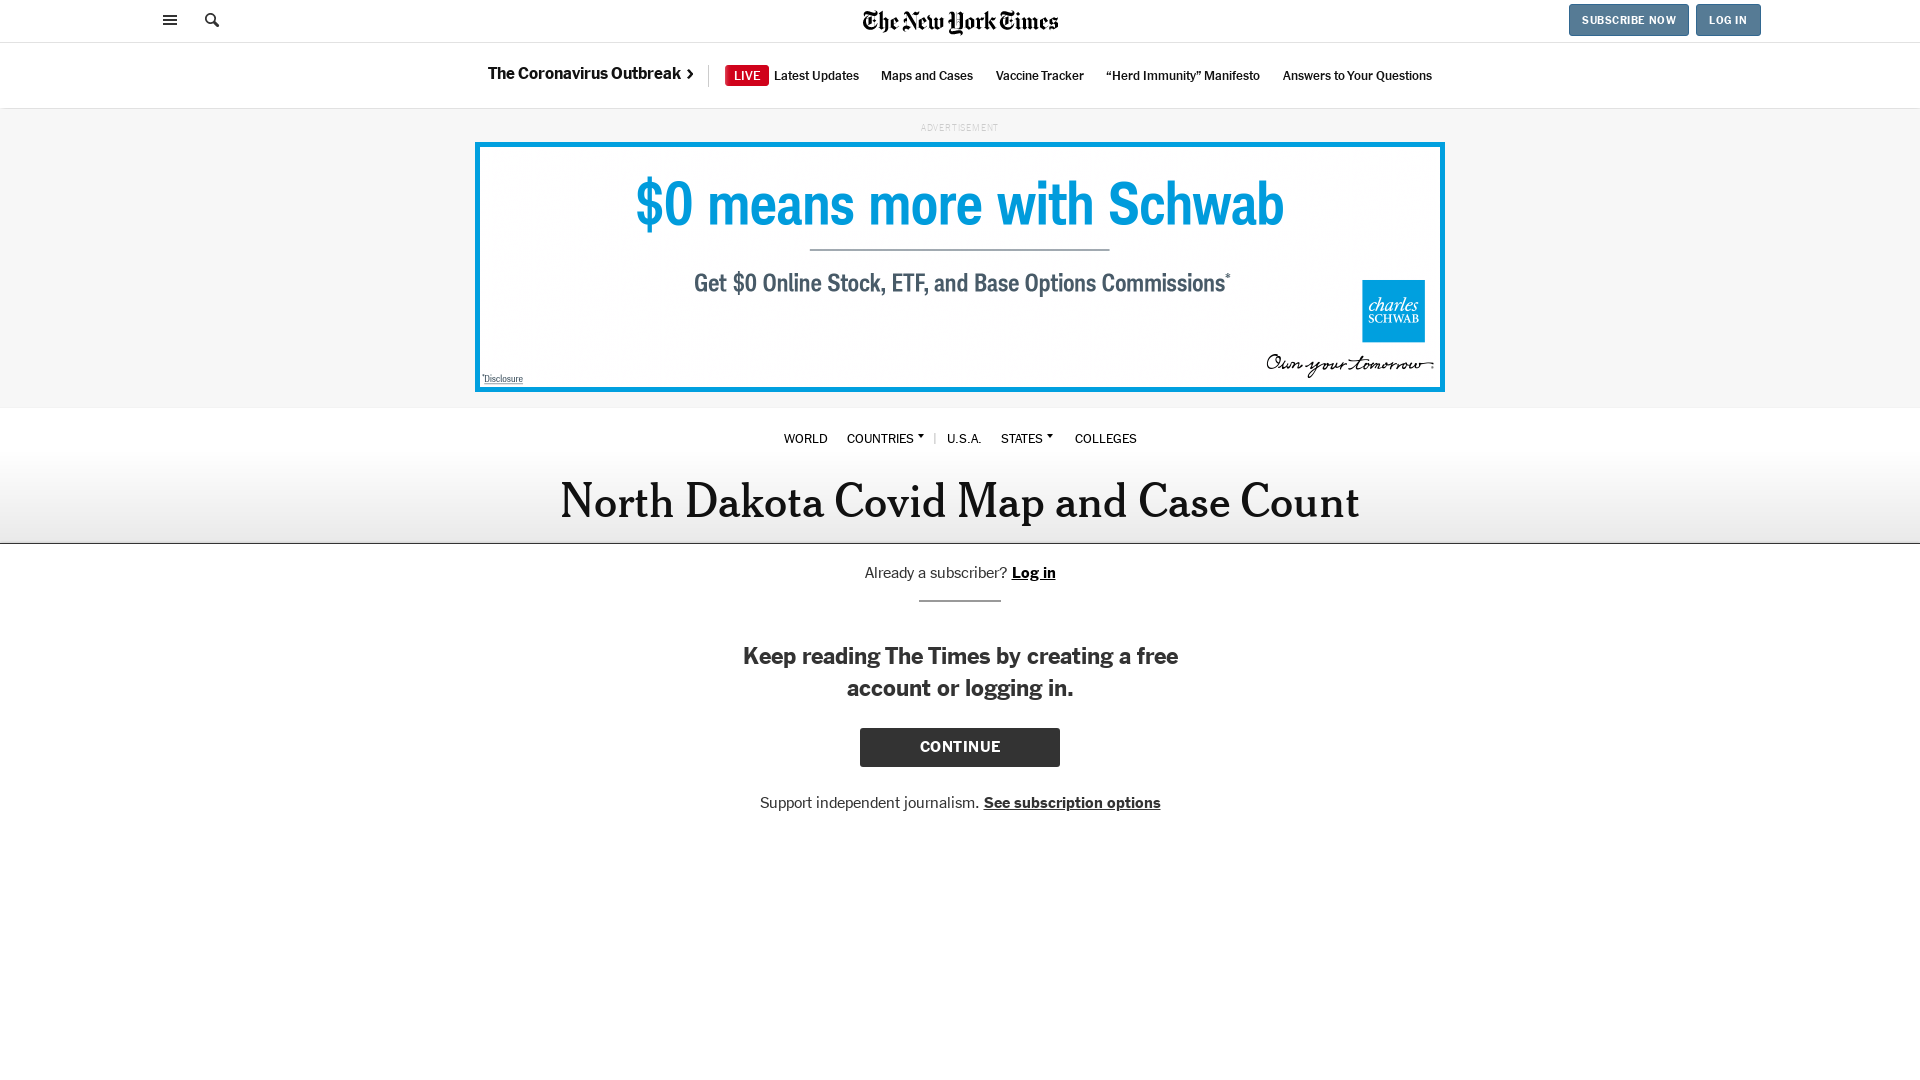 The New York Times
SUBSCRIBE NOW
LOG IN
The Coronavirus Outbreak
LIVE Latest Updates
Maps and Cases
Vaccine Tracker
“Herd Immunity” Manifesto
Answers to Your Questions
ADVERTISEMENT
$0 means more with Schwab
Get $0 Online Stock, ETF, and Base Options Commissions*
charles
SCHWAB
Own your tomorrow
*Disclosure
WORLD
COUNTRIES
U.S.A.
STATES
COLLEGES
North Dakota Covid Map and Case Count
Already a subscriber? Log in
Keep reading The Times by creating a free
account or logging in.
CONTINUE
Support independent journalism. See subscription options